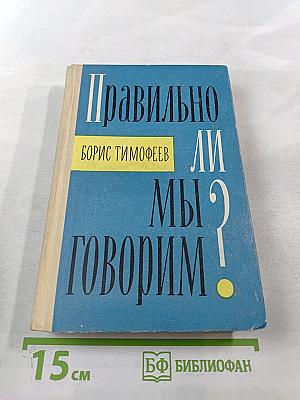 Правильно
БОРИС ТИМОФЕЕВ
ЛИ
МЫ
ГОВОРИМ?
15 см
БФ БИБЛИОФАН